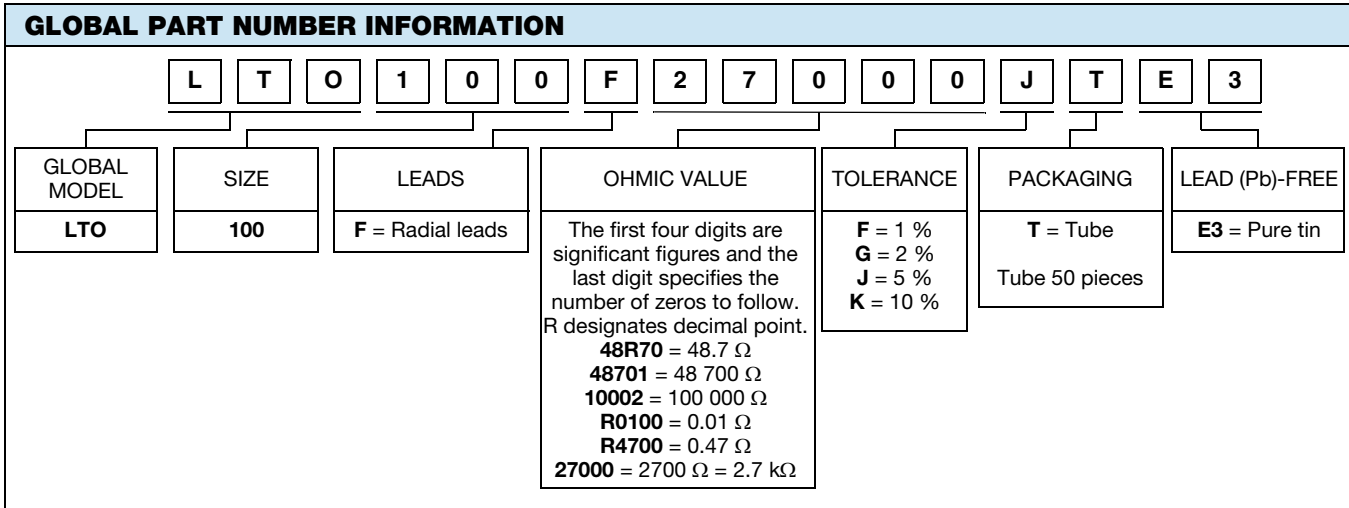 GLOBAL PART NUMBER INFORMATION
L T O 1 0 0 F 2 7 0 0 0 J T E 3
GLOBAL
MODEL
LTO
SIZE
100
LEADS
F = Radial leads
OHMIC VALUE
The first four digits are
significant figures and the
last digit specifies the
number of zeros to follow.
R designates decimal point.
48R70 = 48.7 Ω
48701 = 48 700 Ω
10002 = 100 000 Ω
R0100 = 0.01 Ω
R4700 = 0.47 Ω
27000 = 2700 Ω = 2.7 kΩ
TOLERANCE
F = 1 %
G = 2 %
J = 5 %
K = 10 %
PACKAGING
T = Tube
Tube 50 pieces
LEAD (Pb)-FREE
E3 = Pure tin